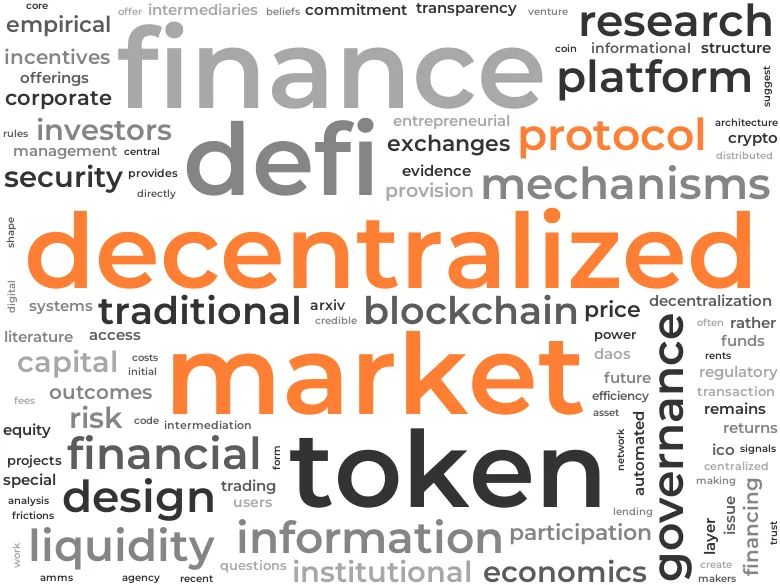 core
offer intermediaries beliefs commitment transparency venture
empirical
research
finance
incentives
coin informational structure
offerings
platform
suggest
corporate
entrepreneurial
rules investors
defi
exchanges
protocol
architecture
crypto
management central
distributed
security provides
evidence
mechanisms
directly
provision
shape
decentralized
digital
systems traditional arxiv
credible
blockchain price
decentralization
literature access
market
power
often rather
governance
funds
capital costs
initial
daos
rents
regulatory
future
fees
outcomes
efficiency
transaction
asset
remains
risk code intermediation
returns
equity
token
network
automated
projects
financial
form
ico signals
centralized
special
making
design trading
users
analysis
frictions
lending
layer
issue
financing
trust
work
liquidity information participation
questions institutional economics
create
makers
amms agency recent